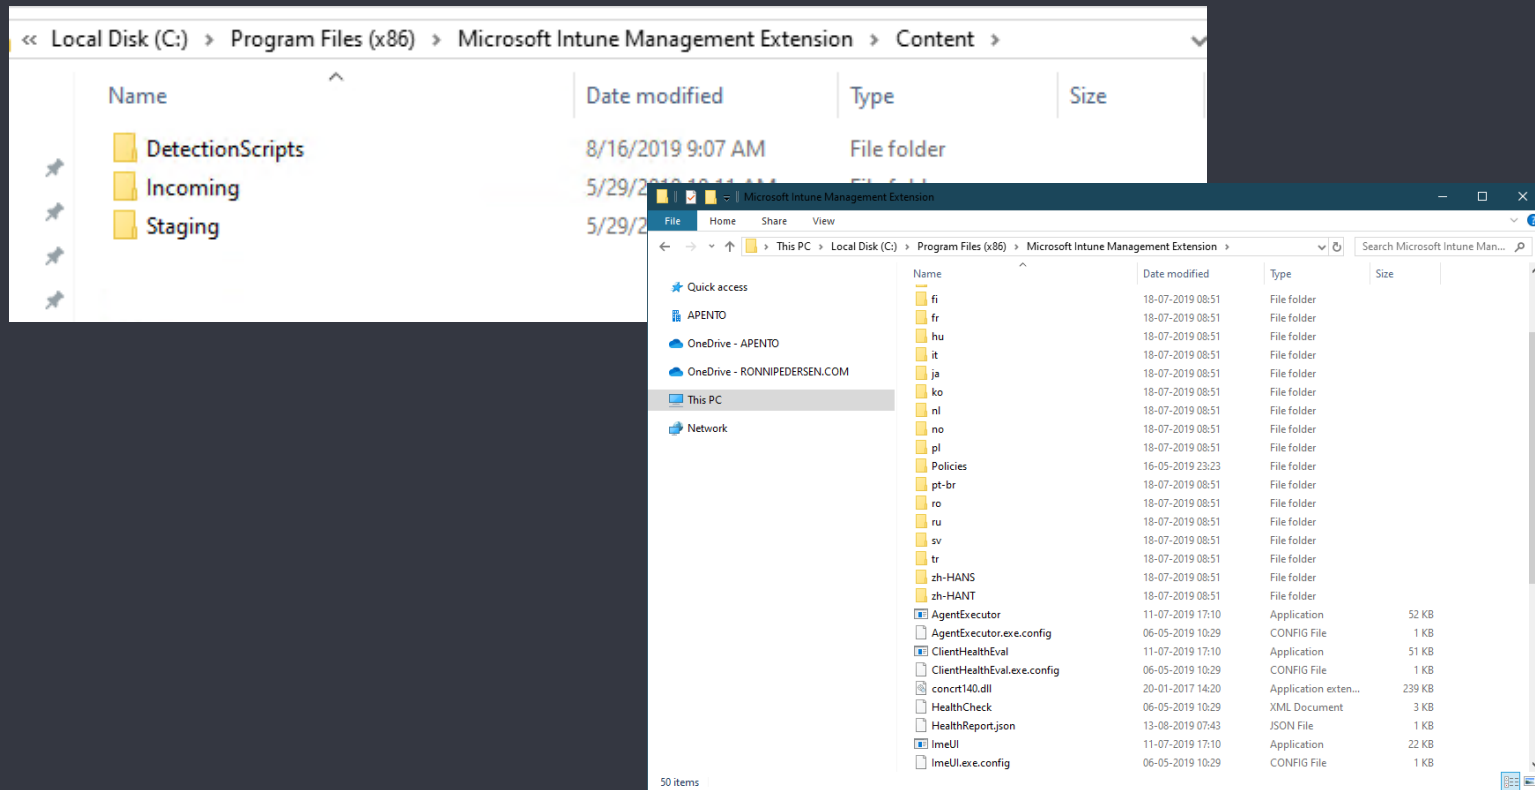 « Local Disk (C:) > Program Files (x86) > Microsoft Intune Management Extension > Content >
Name Date modified Type Size
DetectionScripts 8/16/2019 9:07 AM File folder
Incoming 5/29/2019 10:11 AM File folder
Staging 5/29/2
Microsoft Intune Management Extension
File Home Share View
> This PC > Local Disk (C:) > Program Files (x86) > Microsoft Intune Management Extension >
Search Microsoft Intune Man...
Quick access
APENTO
OneDrive - APENTO
OneDrive - RONNIPEDERSEN.COM
This PC
Network
Name Date modified Type Size
fi 18-07-2019 08:51 File folder
fr 18-07-2019 08:51 File folder
hu 18-07-2019 08:51 File folder
it 18-07-2019 08:51 File folder
ja 18-07-2019 08:51 File folder
ko 18-07-2019 08:51 File folder
nl 18-07-2019 08:51 File folder
no 18-07-2019 08:51 File folder
pl 18-07-2019 08:51 File folder
Policies 16-05-2019 23:23 File folder
pt-br 18-07-2019 08:51 File folder
ro 18-07-2019 08:51 File folder
ru 18-07-2019 08:51 File folder
sv 18-07-2019 08:51 File folder
tr 18-07-2019 08:51 File folder
zh-HANS 18-07-2019 08:51 File folder
zh-HANT 18-07-2019 08:51 File folder
AgentExecutor 11-07-2019 17:10 Application 52 KB
AgentExecutor.exe.config 06-05-2019 10:29 CONFIG File 1 KB
ClientHealthEval 11-07-2019 17:10 Application 51 KB
ClientHealthEval.exe.config 06-05-2019 10:29 CONFIG File 1 KB
concrt140.dll 20-01-2017 14:20 Application exten... 239 KB
HealthCheck 06-05-2019 10:29 XML Document 3 KB
HealthReport.json 13-08-2019 07:43 JSON File 1 KB
ImeUI 11-07-2019 17:10 Application 22 KB
ImeUI.exe.config 06-05-2019 10:29 CONFIG File 1 KB
50 items